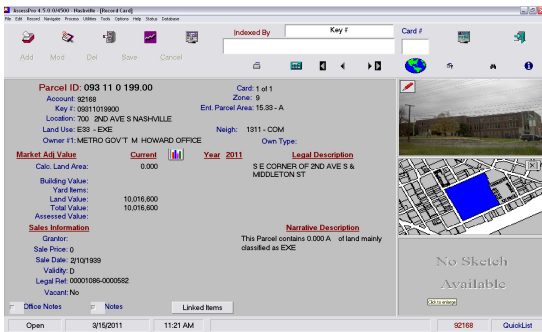 AssessPro 4.5.0.0/4500 - Nashville - [Record Card]
File Edit Record Navigate Process Utilities Tools Options Help Status Database
Indexed By Key # Card #
Add Mod Del Save Cancel
Parcel ID: 093 11 0 199.00 Card: 1 of 1
Account: 92168 Zone: 9
Key #: 09311019900 Ent. Parcel Area: 15.33 - A
Location: 700 2ND AVE S NASHVILLE
Land Use: E33 - EXE Neigh: 1311 - COM
Owner #1: METRO GOV'T M HOWARD OFFICE Own Type:
Market Adj Value Current Year 2011 Legal Description
Calc. Land Area: 0.000 S E CORNER OF 2ND AVE S &
MIDDLETON ST
Building Value:
Yard Items:
Land Value: 10,016,600
Total Value: 10,016,600
Assessed Value:
Sales Information Narrative Description
Grantor: This Parcel contains 0.000 A of land mainly
Sale Price: 0 classified as EXE
Sale Date: 2/10/1939
Validity: D
Legal Ref: 00001086-0000582
Vacant: No
No Sketch
Available
Click to enlarge
Office Notes Notes Linked Items
Open 3/15/2011 11:21 AM 92168 QuickList